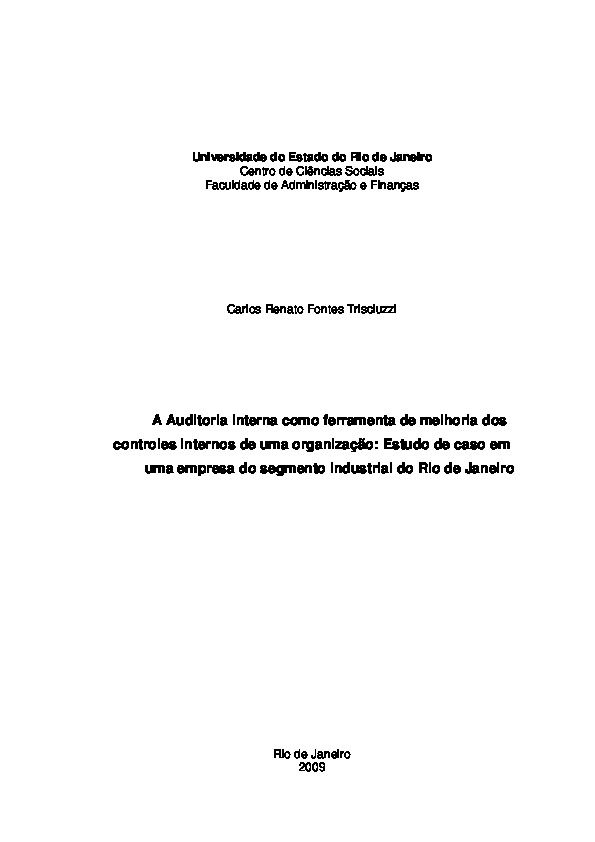 Universidade do Estado do Rio de Janeiro
Centro de Ciências Sociais
Faculdade de Administração e Finanças
Carlos Renato Fontes Trisciuzzi
A Auditoria interna como ferramenta de melhoria dos
controles internos de uma organização: Estudo de caso em
uma empresa do segmento industrial do Rio de Janeiro
Rio de Janeiro
2009